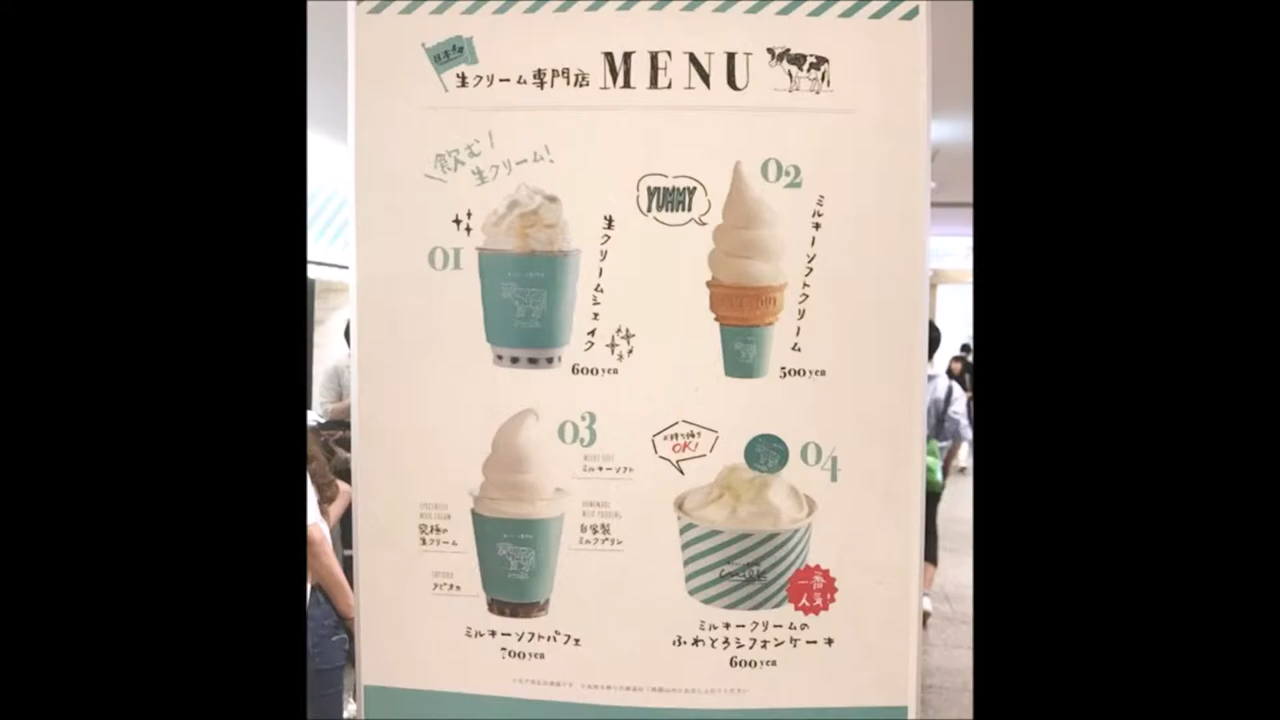 日本初
生クリーム専門店 MENU
飲む!
生クリーム!
01
生クリームシェイク
600yen
YUMMY
02
ミルキーソフトクリーム
500yen
03
ミルキーソフト
究極の
生クリーム
自家製
ミルクプリン
タピオカ
ミルキーソフトパフェ
700yen
お持ち帰り
OK!
04
milk
一番
人気!
ミルキークリームの
ふわとろシフォンケーキ
600yen